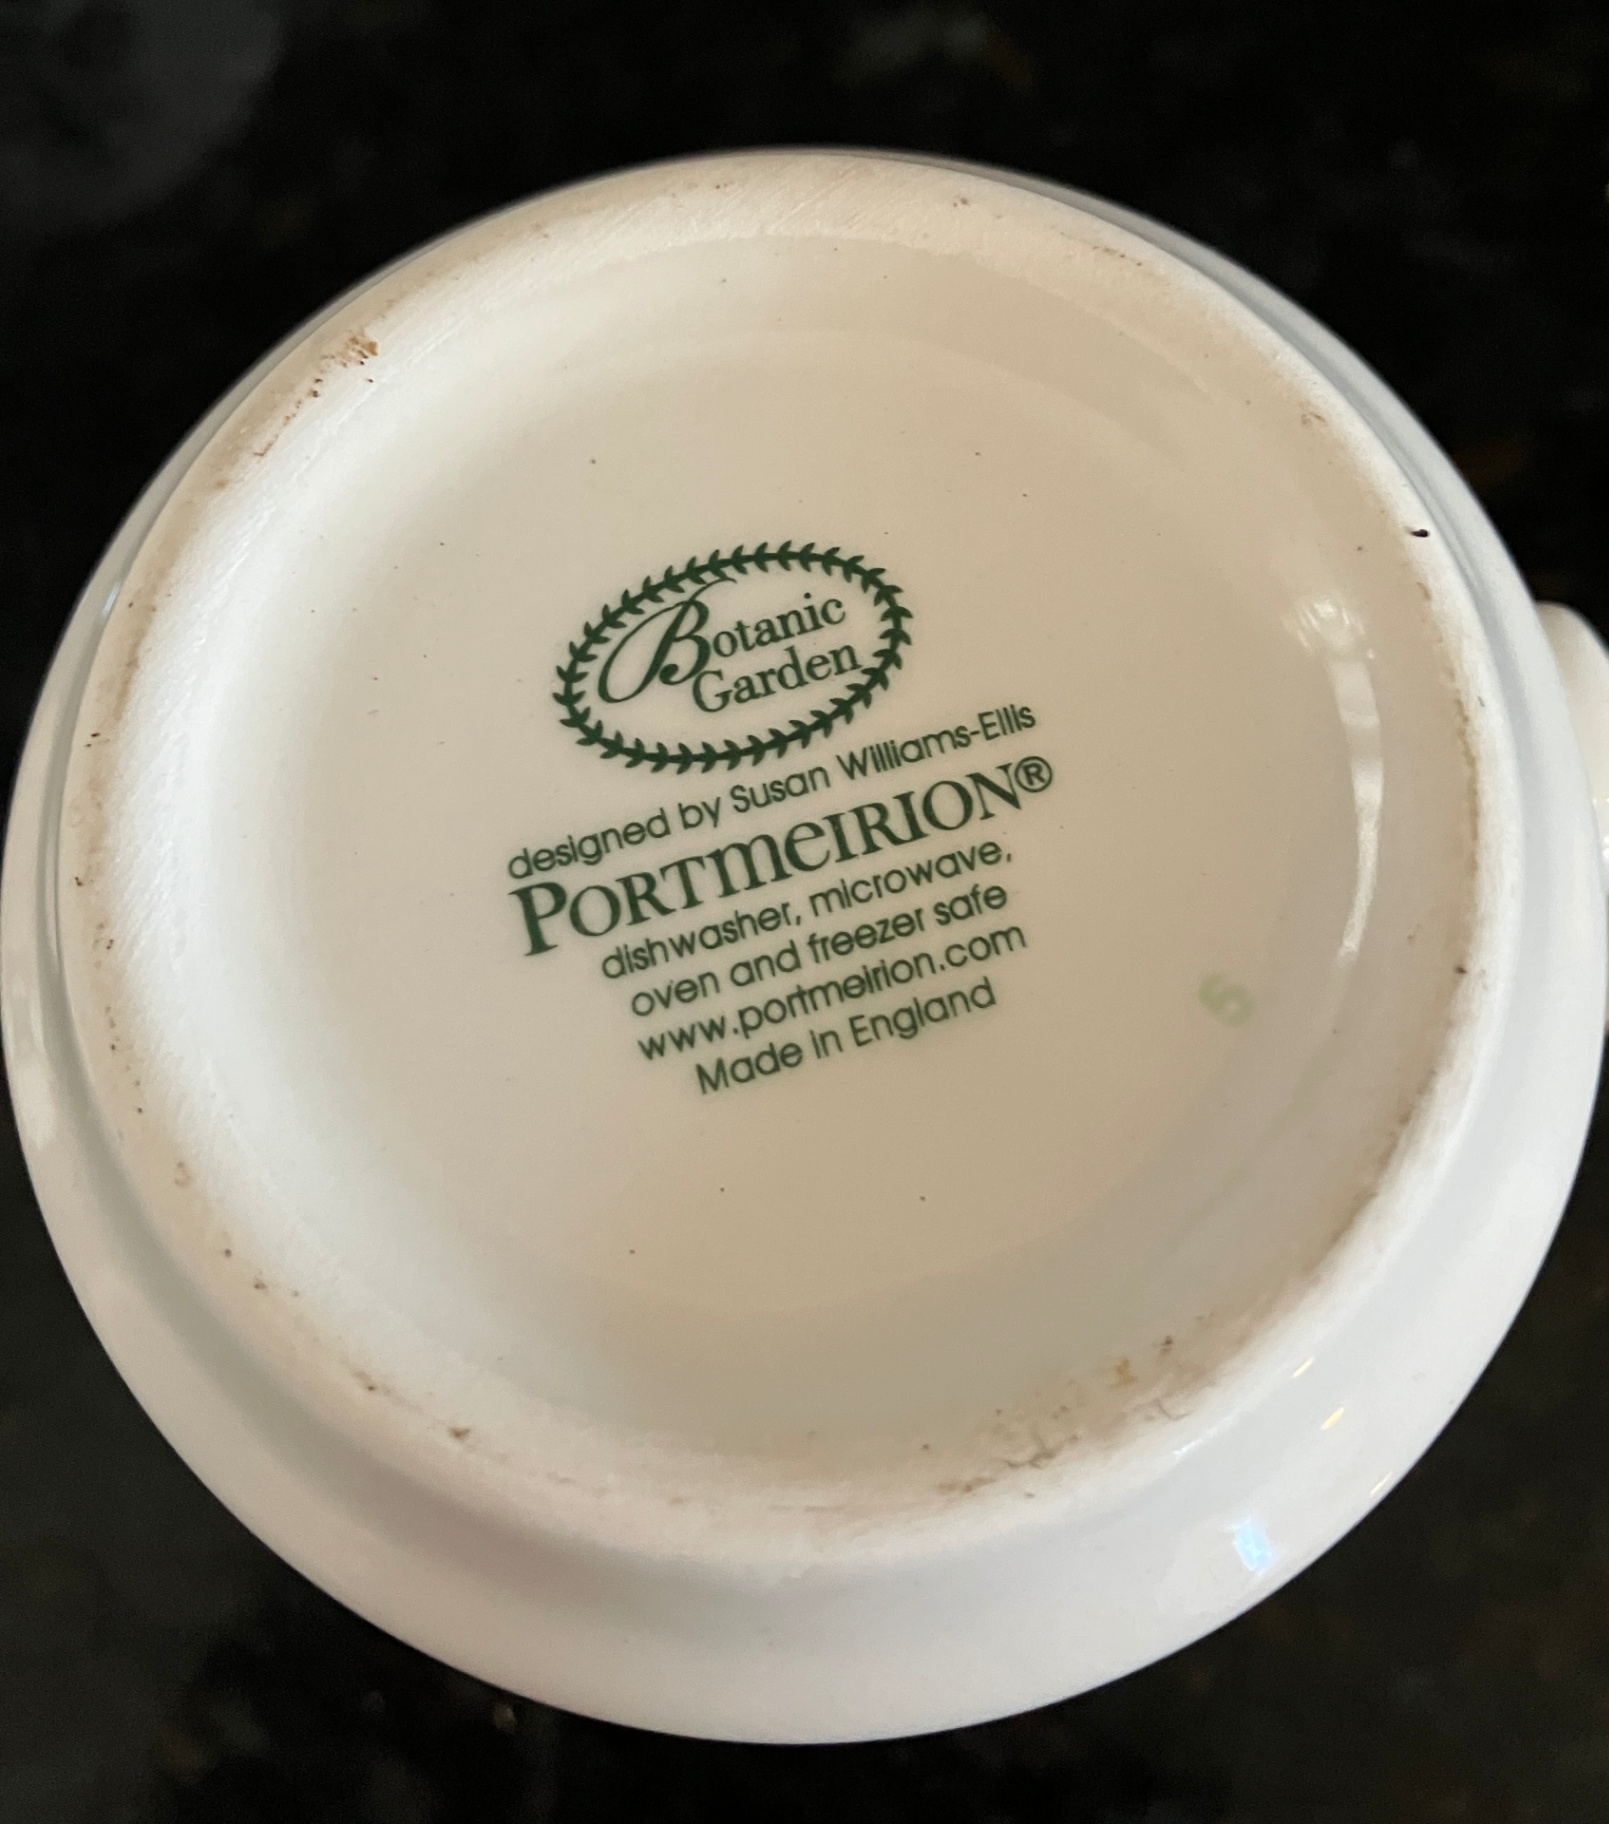 Botanic
Garden
designed by Susan Williams-Ellis
PORTMEIRION®
dishwasher, microwave,
oven and freezer safe
www.portmeirion.com
Made in England
5